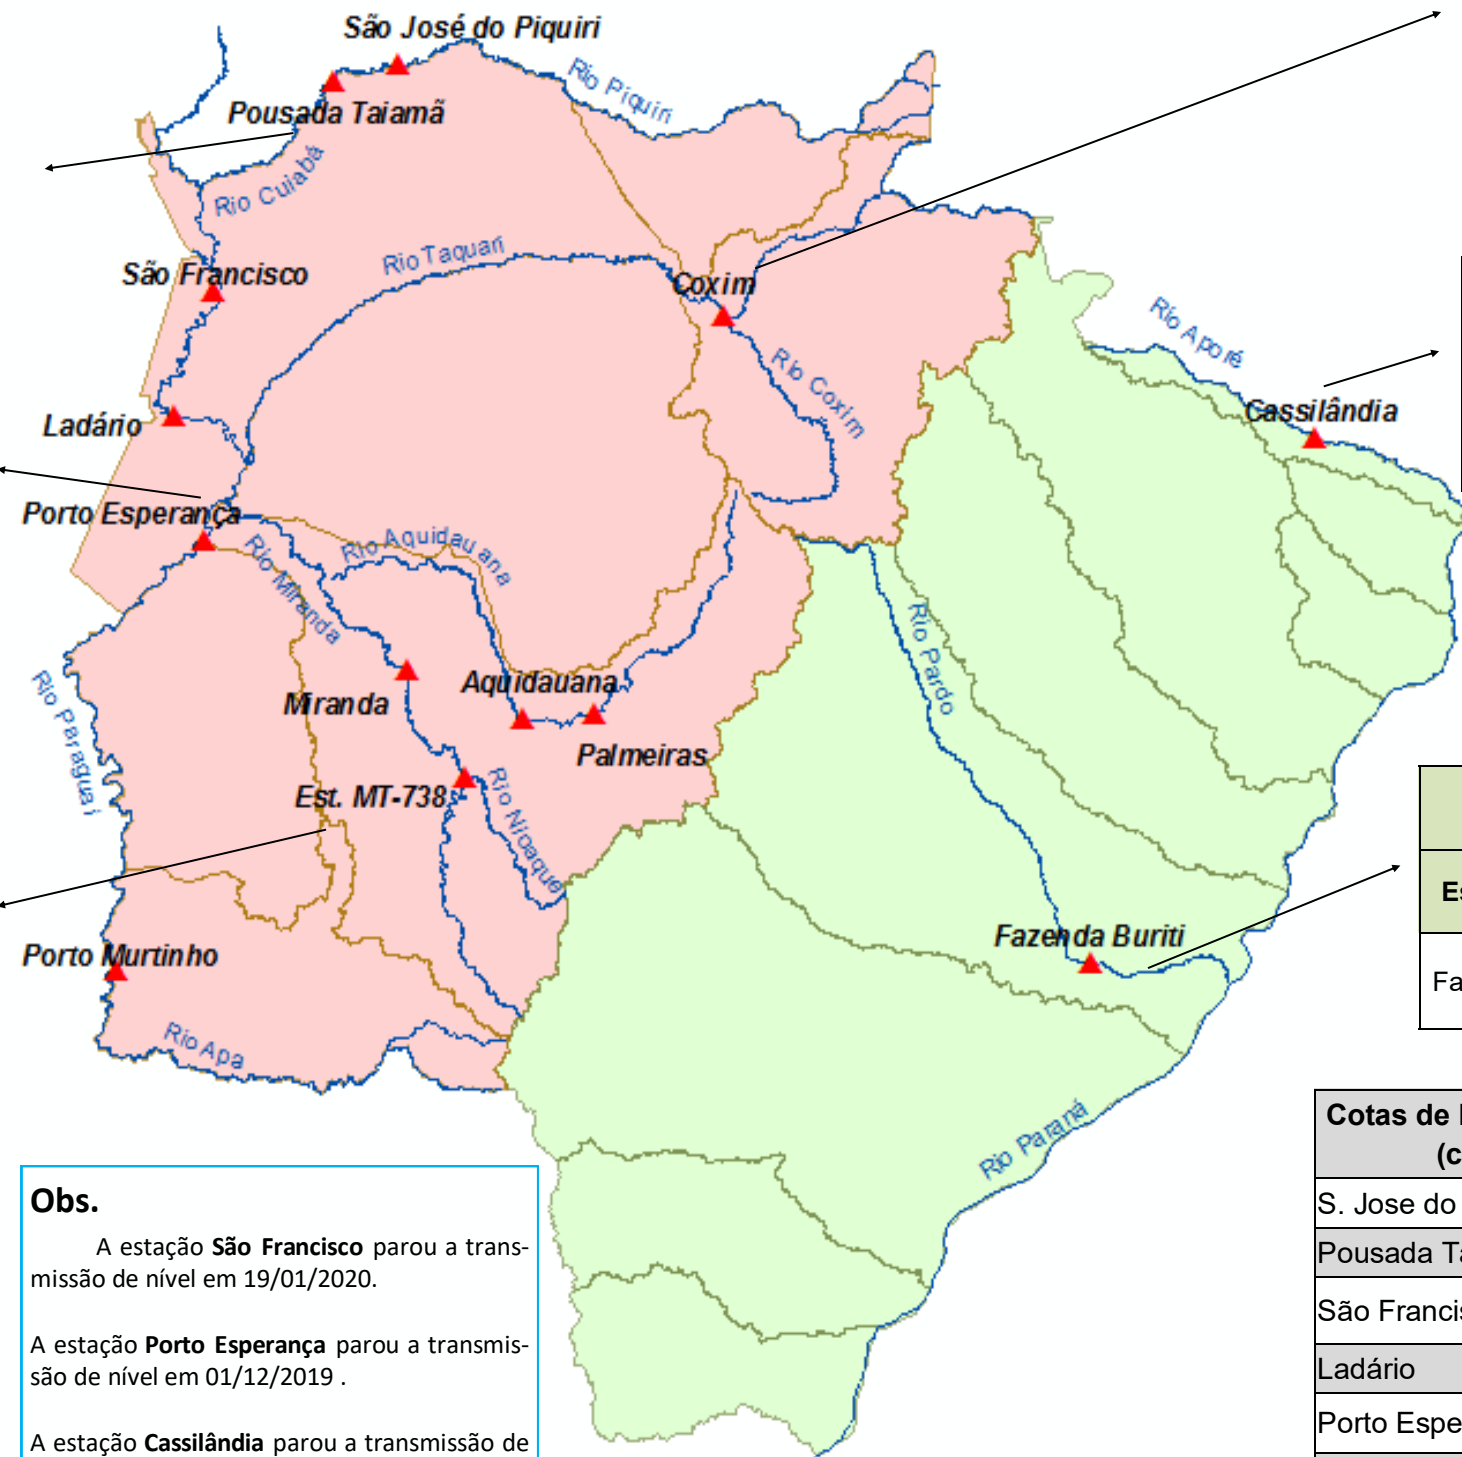 São José do Piquiri
Rio Piquiri
Pousada Taiamã
Rio Cuiabá
Rio Taquari
São Francisco
Coxim
Rio Aporé
Rio Coxim
Cassilândia
Ladário
Porto Esperança
Rio Aquidauana
Rio Miranda
Rio Pardo
Rio Paraguai
Aquidauana
Miranda
Palmeiras
Est. MT-738
Rio Nioaque
Fazenda Buriti
Porto Murtinho
Rio Apa
Rio Paraná
Es
Fa
Cotas de
(c
S. Jose do
Pousada Ta
São Francis
Ladário
Porto Espe
Obs.
A estação São Francisco parou a trans-
missão de nível em 19/01/2020.
A estação Porto Esperança parou a transmis-
são de nível em 01/12/2019 .
A estação Cassilândia parou a transmissão de